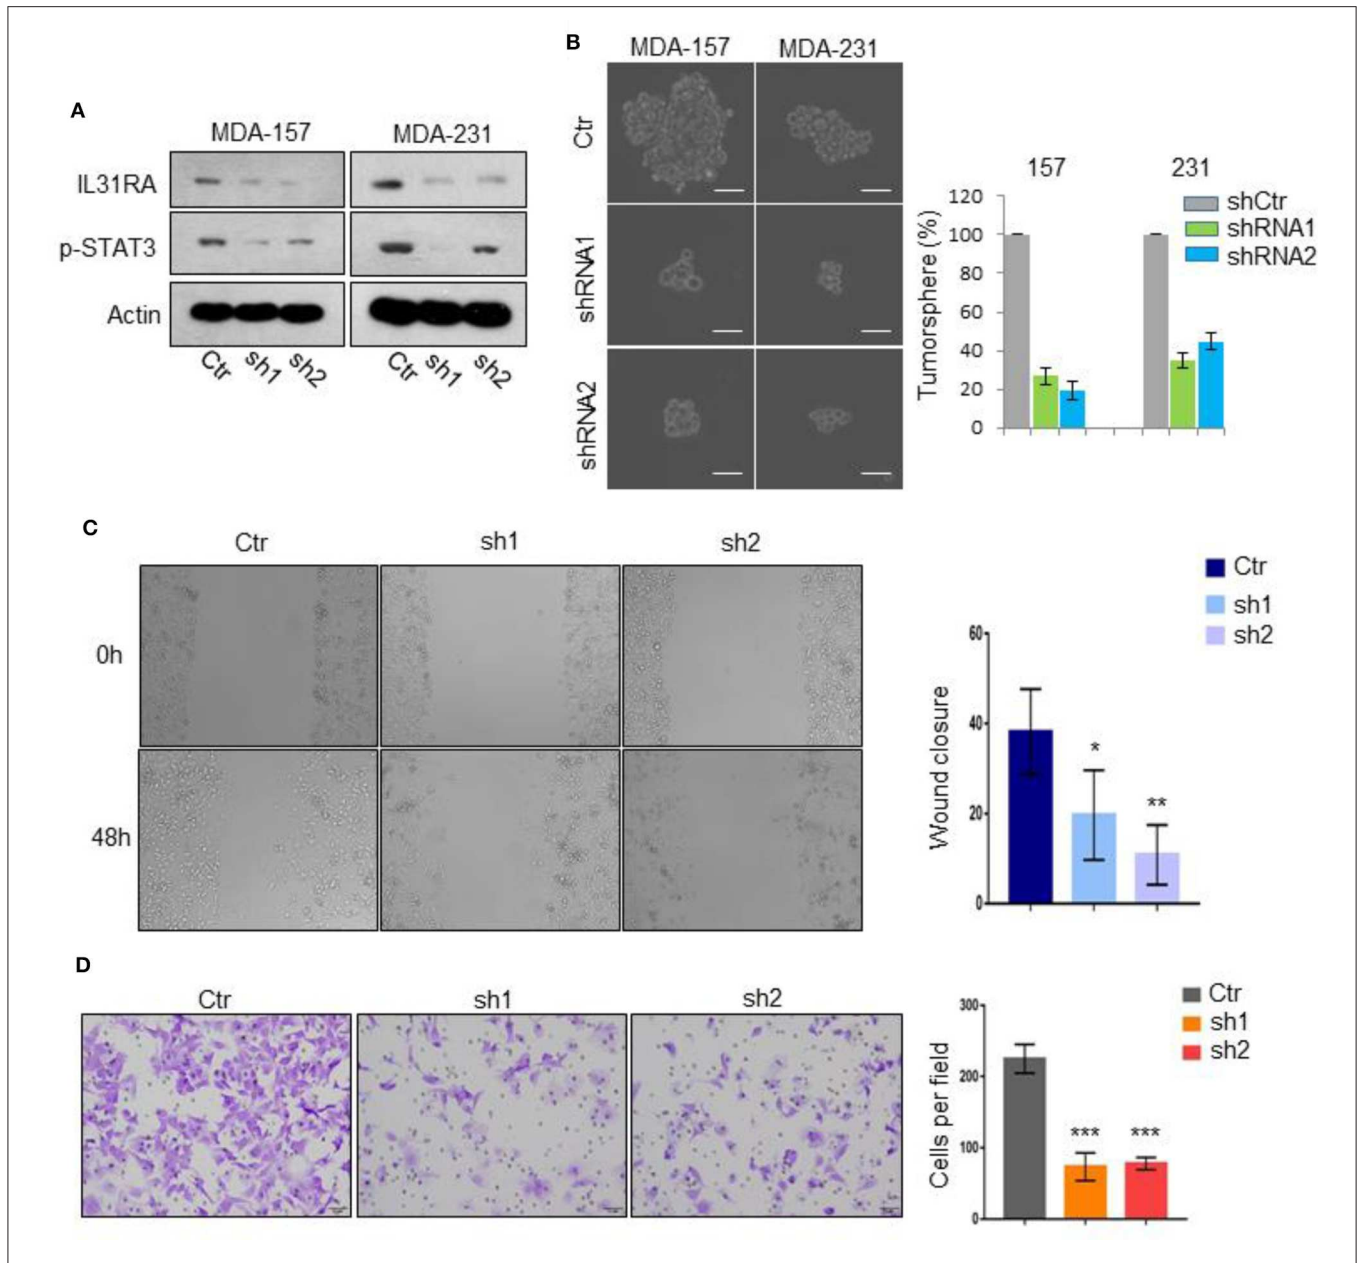 A
MDA-157 MDA-231
IL31RA
p-STAT3
Actin
Ctr sh1 sh2 Ctr sh1 sh2
B
MDA-157 MDA-231
Ctr
shRNA1
shRNA2
157 231
shCtr
shRNA1
shRNA2
Tumorsphere (%)
120
100
80
60
40
20
0
C
Ctr sh1 sh2
0h
48h
Ctr
sh1
sh2
Wound closure
60
40
20
0
D
Ctr sh1 sh2
Ctr
sh1
sh2
Cells per field
300
200
100
0
* **
*** ***